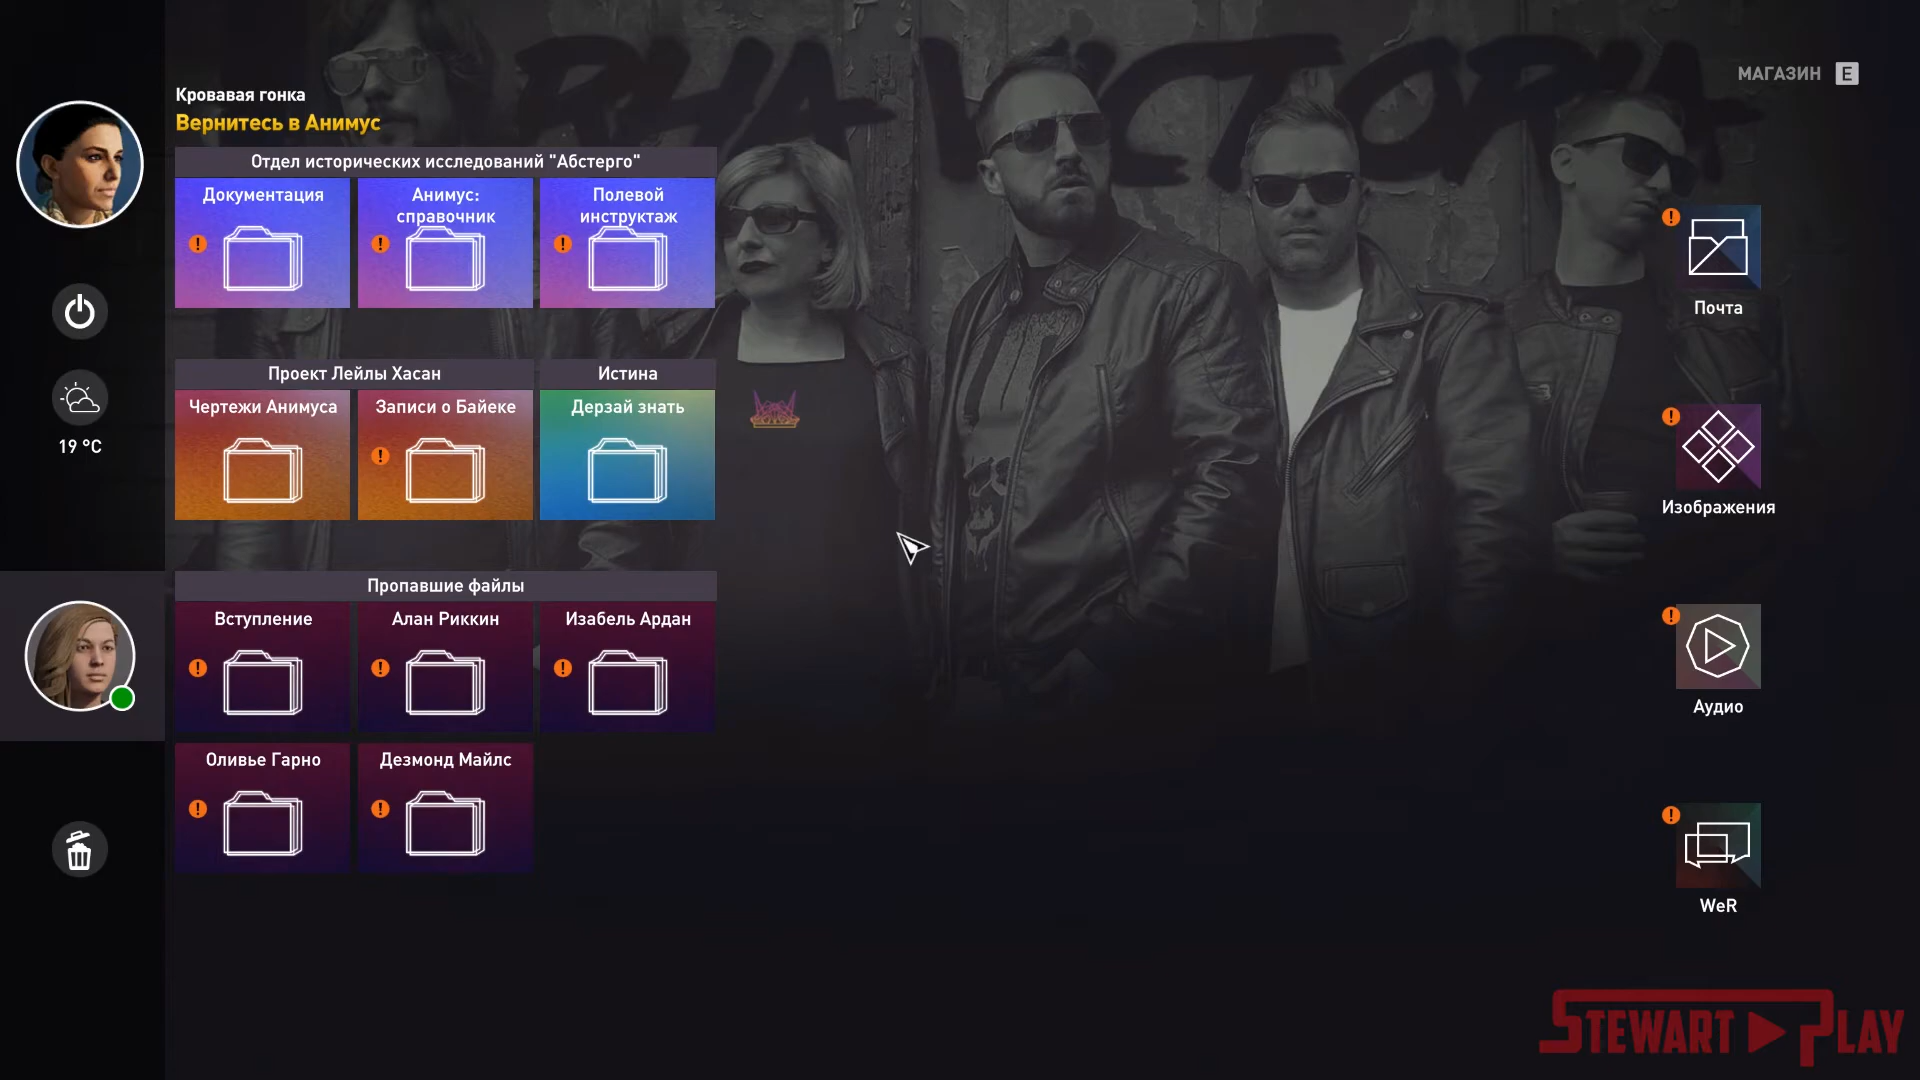 МАГАЗИН E
Кровавая гонка
Вернитесь в Анимус
Отдел исторических исследований "Абстерго"
Документация
Анимус:
справочник
Полевой
инструктаж
Проект Лейлы Хасан
Истина
Чертежи Анимуса
Записи о Байеке
Дерзай знать
19 °C
Пропавшие файлы
Вступление
Алан Риккин
Изабель Ардан
Оливье Гарно
Дезмонд Майлс
Почта
Изображения
Аудио
WeR
STEWART PLAY